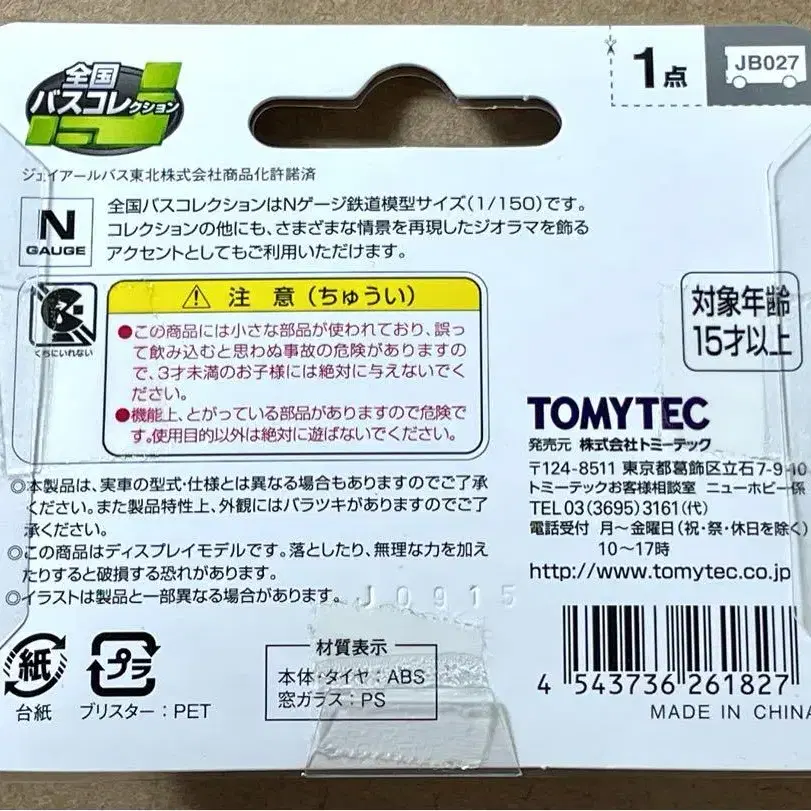 全国
バスコレクション
1点
JB027
ジェイアールバス東北株式会社商品化許諾済
N
GAUGE
全国バスコレクションはNゲージ鉄道模型サイズ(1/150)です。
コレクションの他にも、さまざまな情景を再現したジオラマを飾る
アクセントとしてもご利用いただけます。
くちにいれない
⚠ 注 意 (ちゅうい)
●この商品には小さな部品が使われており、誤っ
て飲み込むと思わぬ事故の危険がありますの
で、3才未満のお子様には絶対に与えないでく
ださい。
●機能上、とがっている部品がありますので危険で
す。使用目的以外は絶対に遊ばないでください。
対象年齢
15才以上
◎本製品は、実車の型式・仕様とは異なる場合もありますのでご了承
ください。また製品特性上、外観にはバラツキがありますのでご了
承ください。
◎この商品はディスプレイモデルです。落としたり、無理な力を加え
たりすると破損する恐れがあります。
◎イラストは製品と一部異なる場合があります。
J0915
TOMYTEC
発売元 株式会社トミーテック
〒124-8511 東京都葛飾区立石7-9-10
トミーテックお客様相談室 ニューホビー係
TEL 03(3695)3161(代)
電話受付 月~金曜日(祝・祭・休日を除く)
10~17時
http://www.tomytec.co.jp
紙
台紙
プラ
ブリスター:PET
材質表示
本体・タイヤ:ABS
窓ガラス:PS
4 543736 261827
MADE IN CHINA